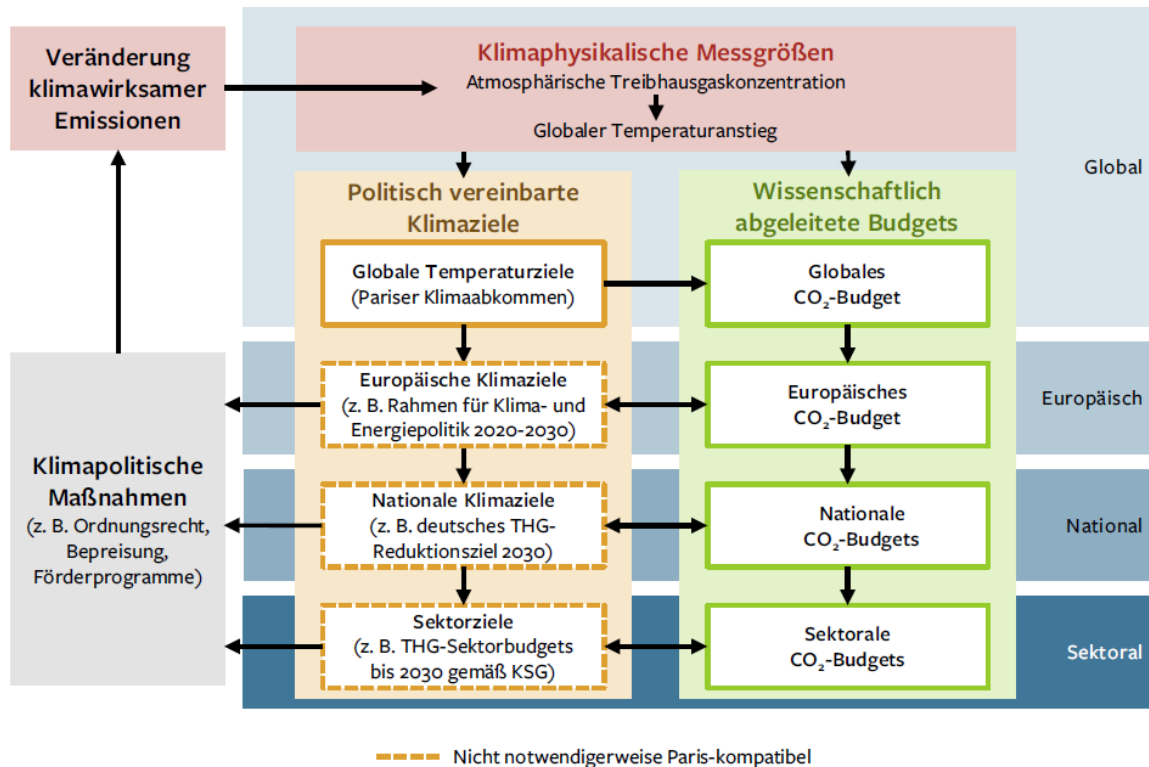 Veränderung
klimawirksamer
Emissionen
Klimaphysikalische Messgrößen
Atmosphärische Treibhausgaskonzentration
Globaler Temperaturanstieg
Global
Politisch vereinbarte
Klimaziele
Wissenschaftlich
abgeleitete Budgets
Globale Temperaturziele
(Pariser Klimaabkommen)
Globales
CO₂-Budget
Europäische Klimaziele
(z. B. Rahmen für Klima- und
Energiepolitik 2020-2030)
Europäisches
CO₂-Budget
Europäisch
Klimapolitische
Maßnahmen
(z. B. Ordnungsrecht,
Bepreisung,
Förderprogramme)
Nationale Klimaziele
(z. B. deutsches THG-
Reduktionsziel 2030)
Nationale
CO₂-Budgets
National
Sektorziele
(z. B. THG-Sektorbudgets
bis 2030 gemäß KSG)
Sektorale
CO₂-Budgets
Sektoral
Nicht notwendigerweise Paris-kompatibel